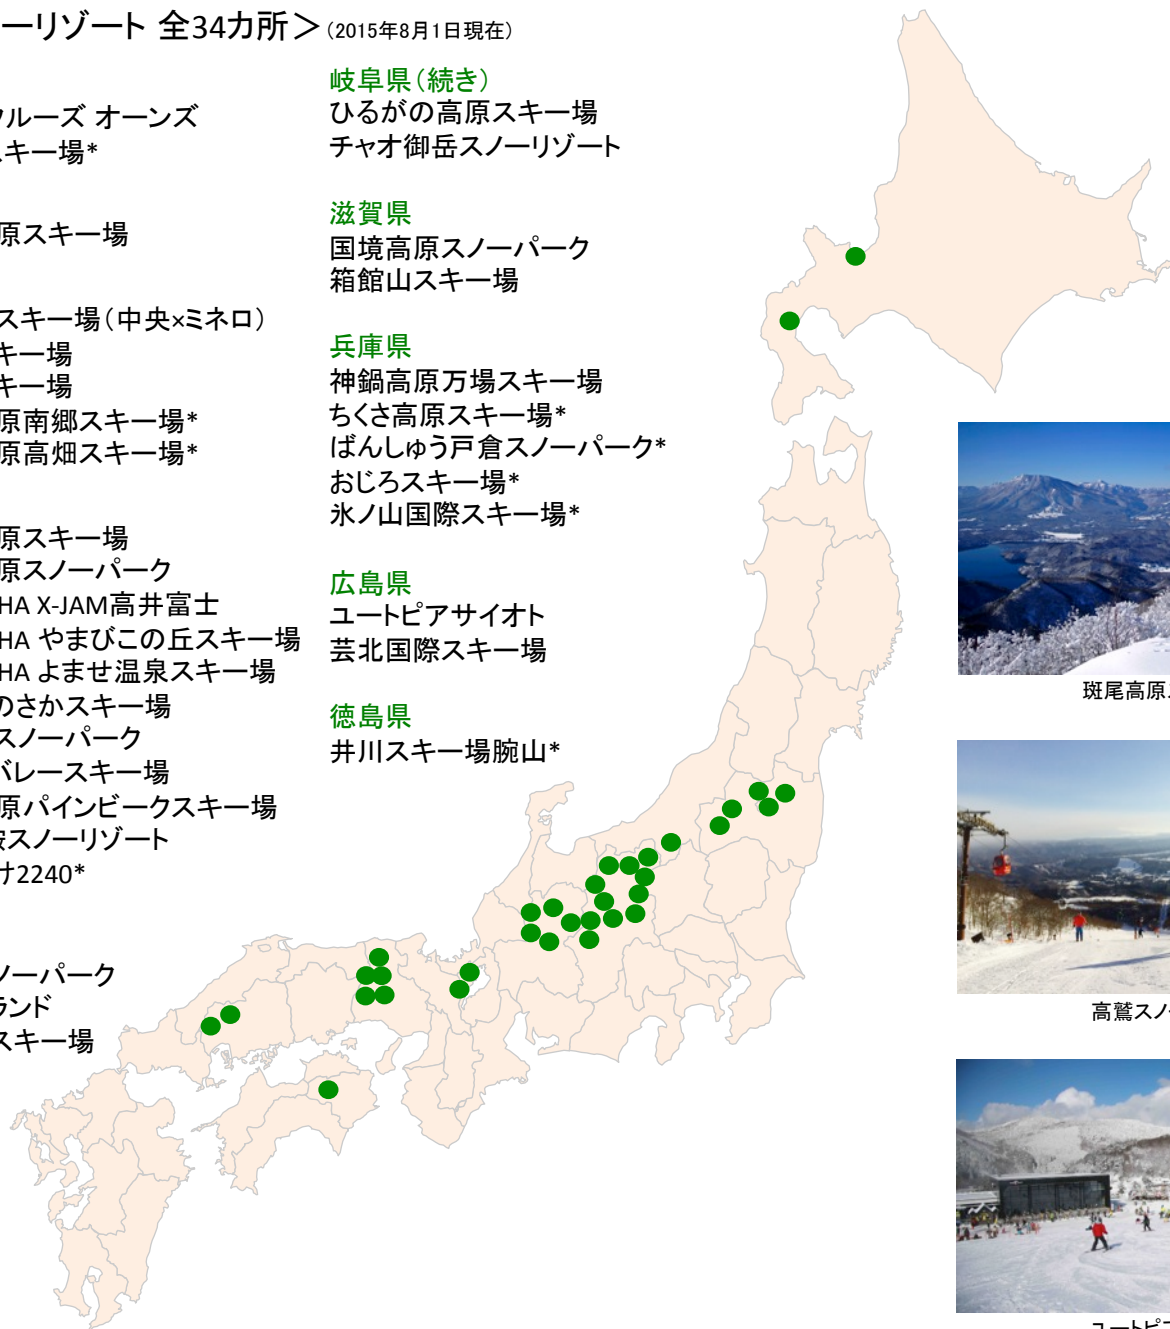 ーリゾート 全34カ所＞(2015年8月1日現在)
ルーズ オーンズ
スキー場*
原スキー場
スキー場（中央×ミネロ）
キー場
キー場
原南郷スキー場*
原高畑スキー場*
原スキー場
原スノーパーク
HA X-JAM高井富士
HA やまびこの丘スキー場
HA よませ温泉スキー場
のさかスキー場
スノーパーク
バレースキー場
原パインビークスキー場
鞍スノーリゾート
ナ2240*
ノーパーク
ランド
スキー場
岐阜県（続き）
ひるがの高原スキー場
チャオ御岳スノーリゾート
滋賀県
国境高原スノーパーク
箱館山スキー場
兵庫県
神鍋高原万場スキー場
ちくさ高原スキー場*
ばんしゅう戸倉スノーパーク*
おじろスキー場*
氷ノ山国際スキー場*
広島県
ユートピアサイオト
芸北国際スキー場
徳島県
井川スキー場腕山*
斑尾高原
高鷲スノ
ユートピ